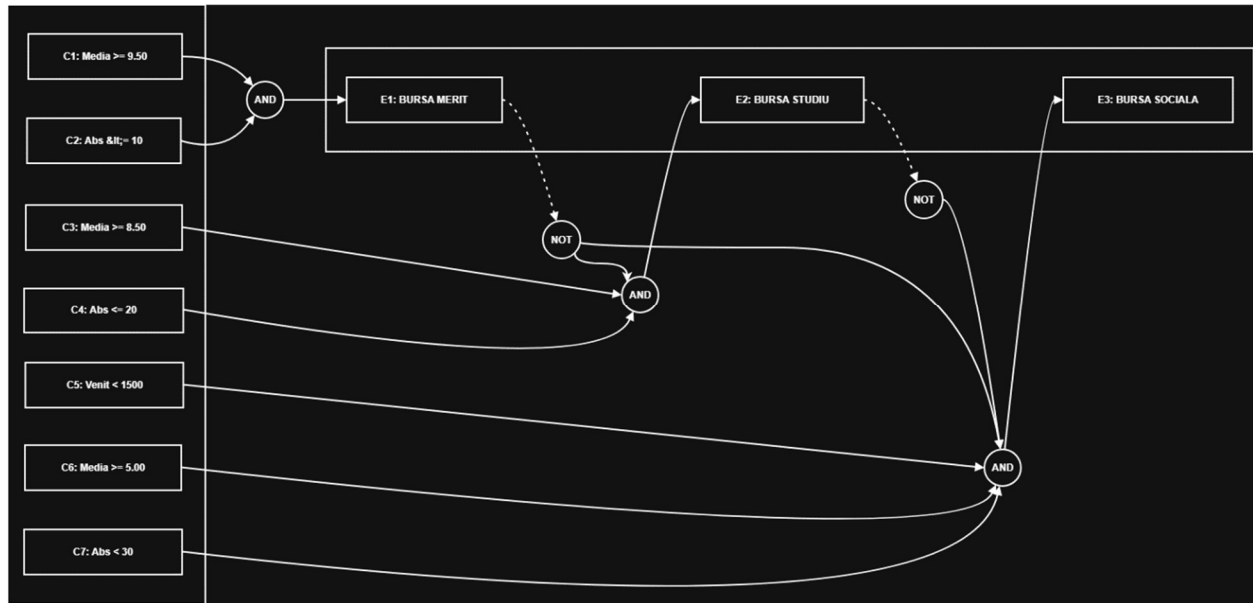 C1: Media >= 9.50
AND
E1: BURSA MERIT
E2: BURSA STUDIU
E3: BURSA SOCIALA
C2: Abs &lt;= 10
NOT
C3: Media >= 8.50
NOT
AND
C4: Abs <= 20
C5: Venit < 1500
C6: Media >= 5.00
AND
C7: Abs < 30